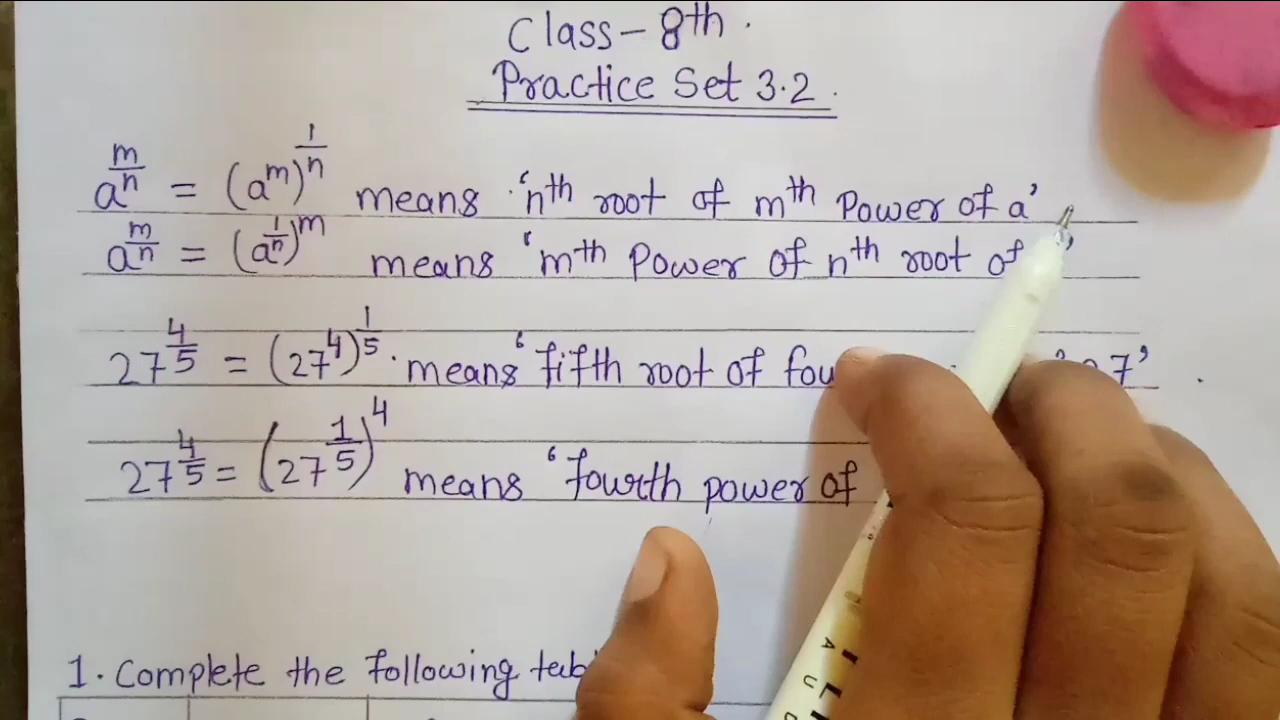 Class - 8th.
Practice Set 3.2.
a^(m/n) = (a^m)^(1/n) means 'nth root of mth Power of a'
a^(m/n) = (a^(1/n))^m means 'mth Power of nth root of
27^(4/5) = (27^4)^(1/5). means 'fifth root of 7'
27^(4/5) = (27^(1/5))^4 means 'fourth power of
1. Complete the following